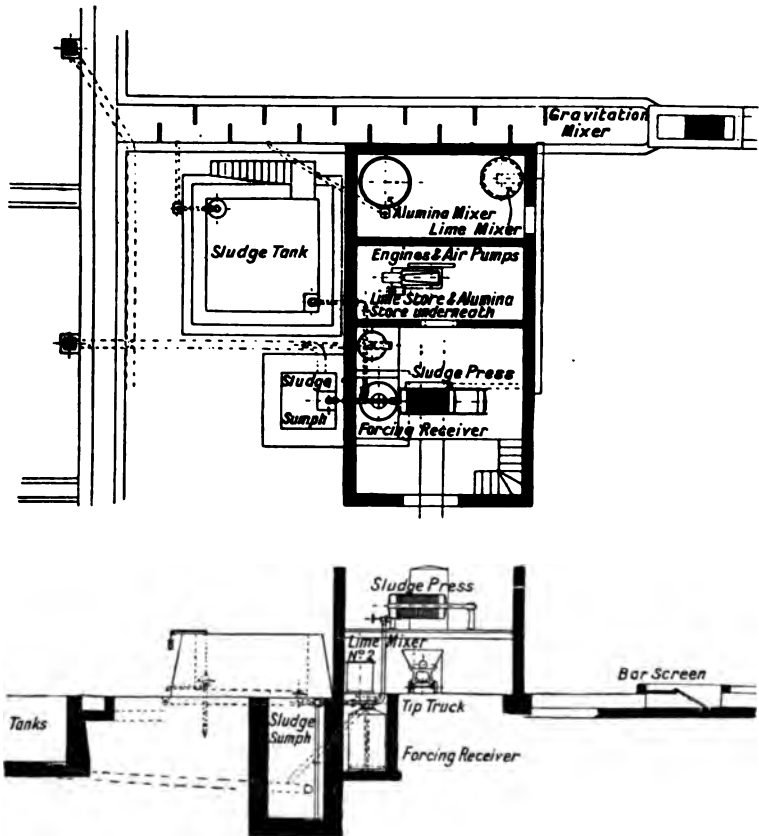 Gravitation
Mixer
Alumina Mixer
Lime Mixer
Sludge Tank
Engines & Air Pumps
Lime Store & Alumina
Store underneath
Sludge Press
Sludge
Sumph
Forcing Receiver
Sludge Press
Lime Mixer
No 2
Bar Screen
Tanks
Sludge
Sumph
Tip Truck
Forcing Receiver